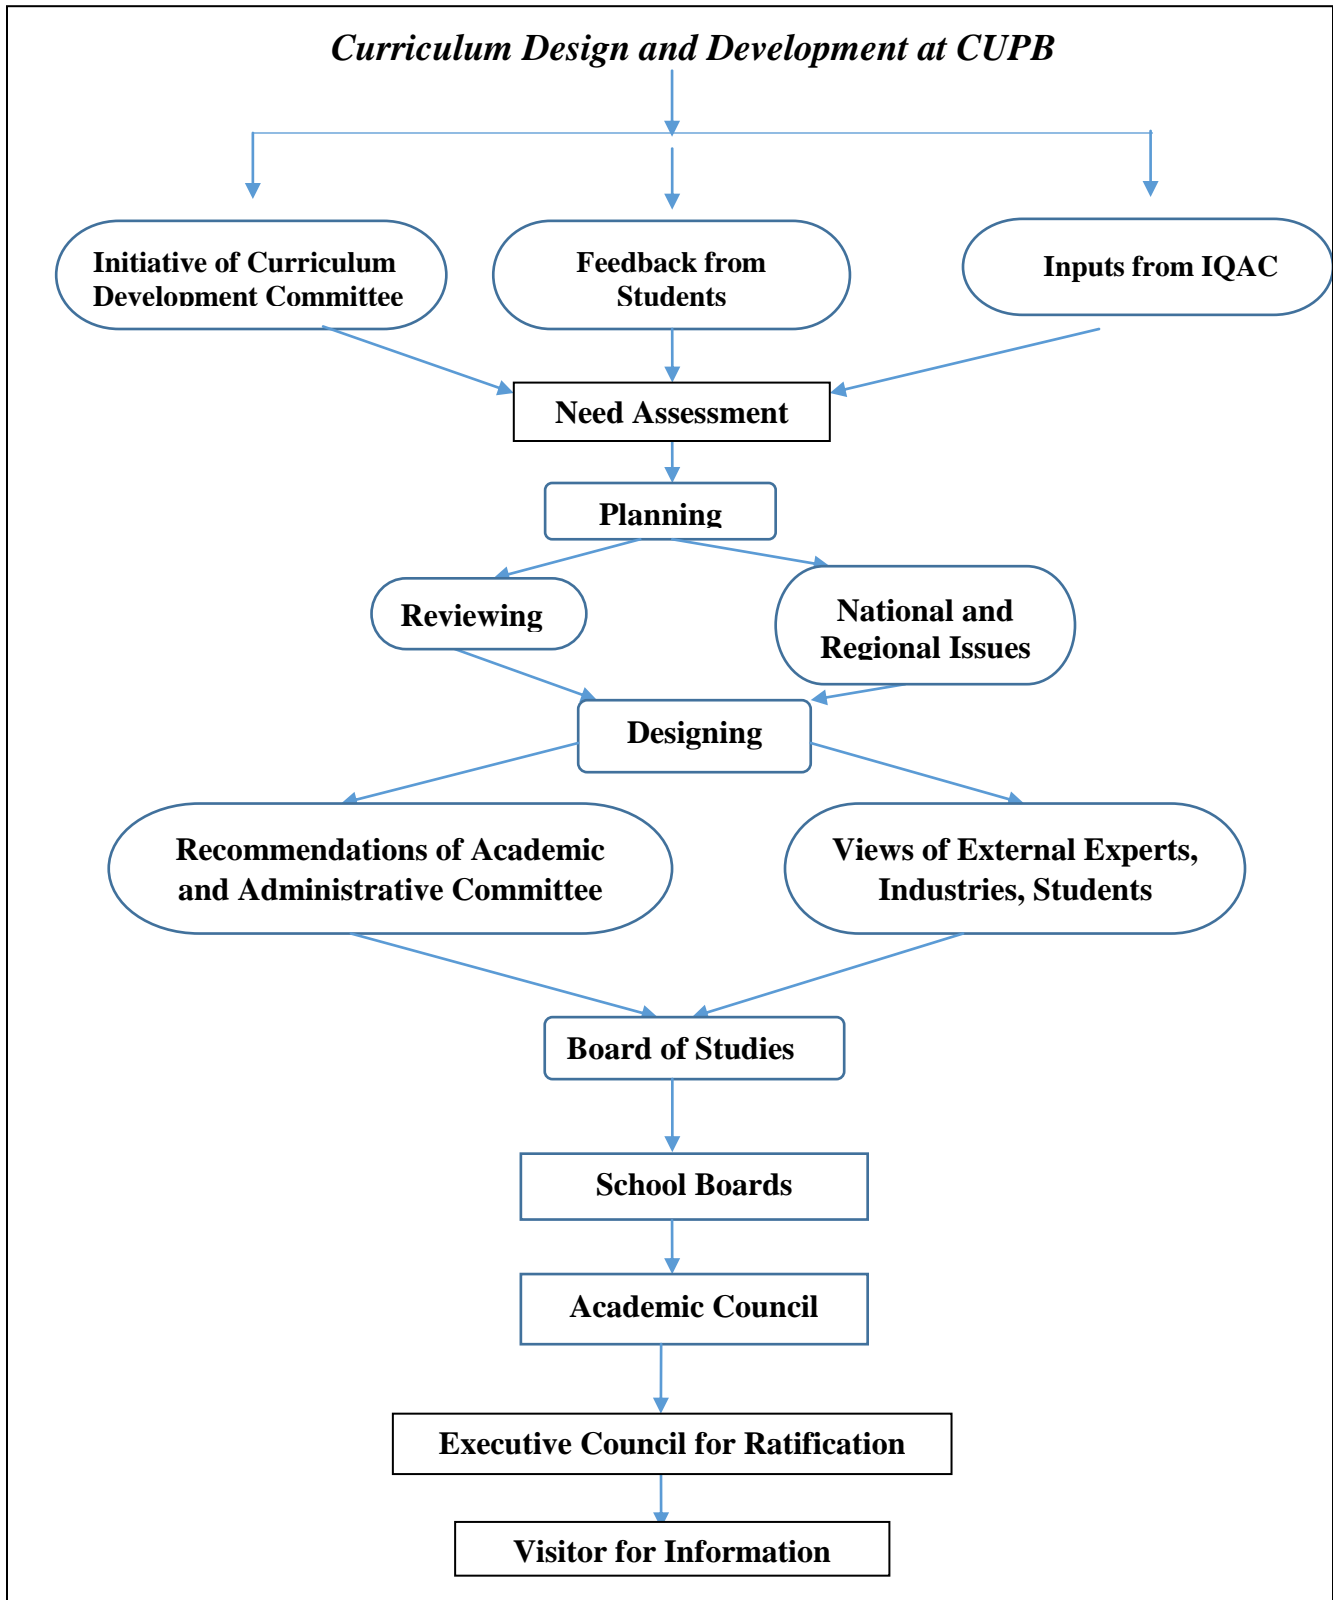 Curriculum Design and Development at CUPB
Initiative of Curriculum
Development Committee
Feedback from
Students
Inputs from IQAC
Need Assessment
Planning
Reviewing
National and
Regional Issues
Designing
Recommendations of Academic
and Administrative Committee
Views of External Experts,
Industries, Students
Board of Studies
School Boards
Academic Council
Executive Council for Ratification
Visitor for Information